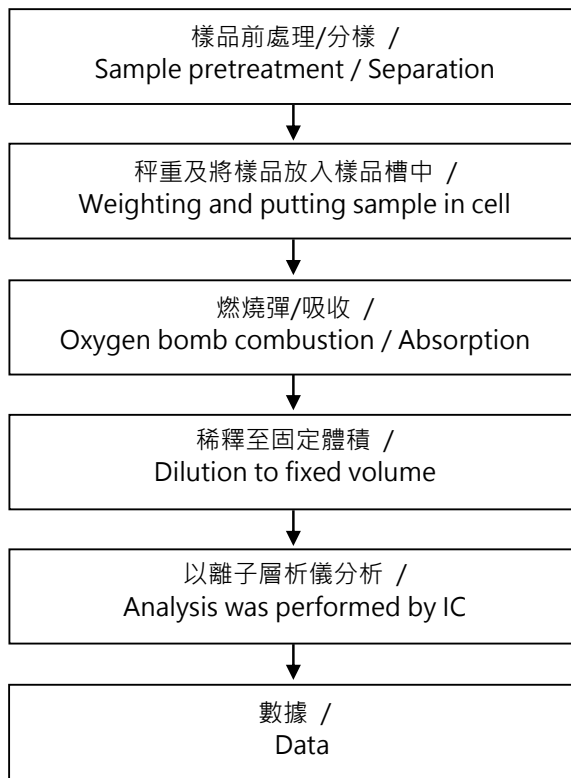 樣品前處理/分樣 /
Sample pretreatment / Separation
秤重及將樣品放入樣品槽中 /
Weighting and putting sample in cell
燃燒彈/吸收 /
Oxygen bomb combustion / Absorption
稀釋至固定體積 /
Dilution to fixed volume
以離子層析儀分析 /
Analysis was performed by IC
數據 /
Data